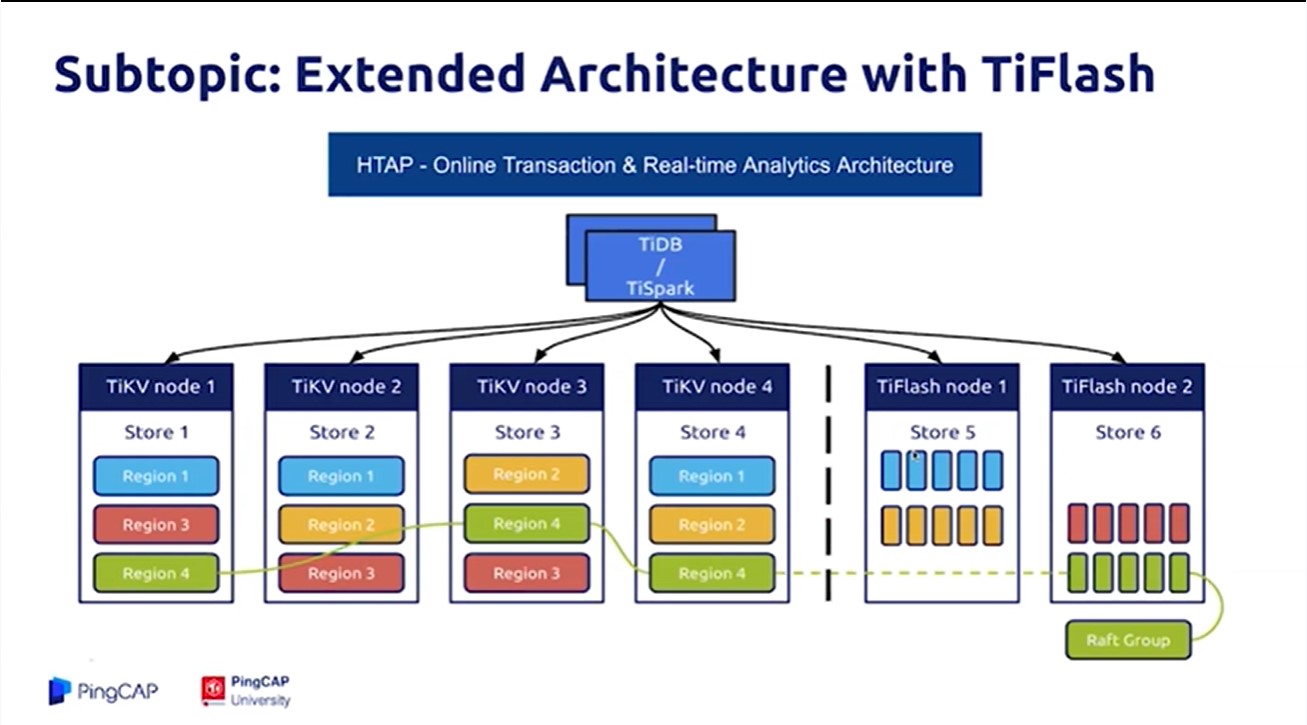 Subtopic: Extended Architecture with TiFlash
HTAP - Online Transaction & Real-time Analytics Architecture
TiDB
/
TiSpark
TiKV node 1
Store 1
Region 1
Region 3
Region 4
TiKV node 2
Store 2
Region 1
Region 2
Region 3
TiKV node 3
Store 3
Region 2
Region 4
Region 3
TiKV node 4
Store 4
Region 1
Region 2
Region 4
TiFlash node 1
Store 5
TiFlash node 2
Store 6
Raft Group
PingCAP
PingCAP
University